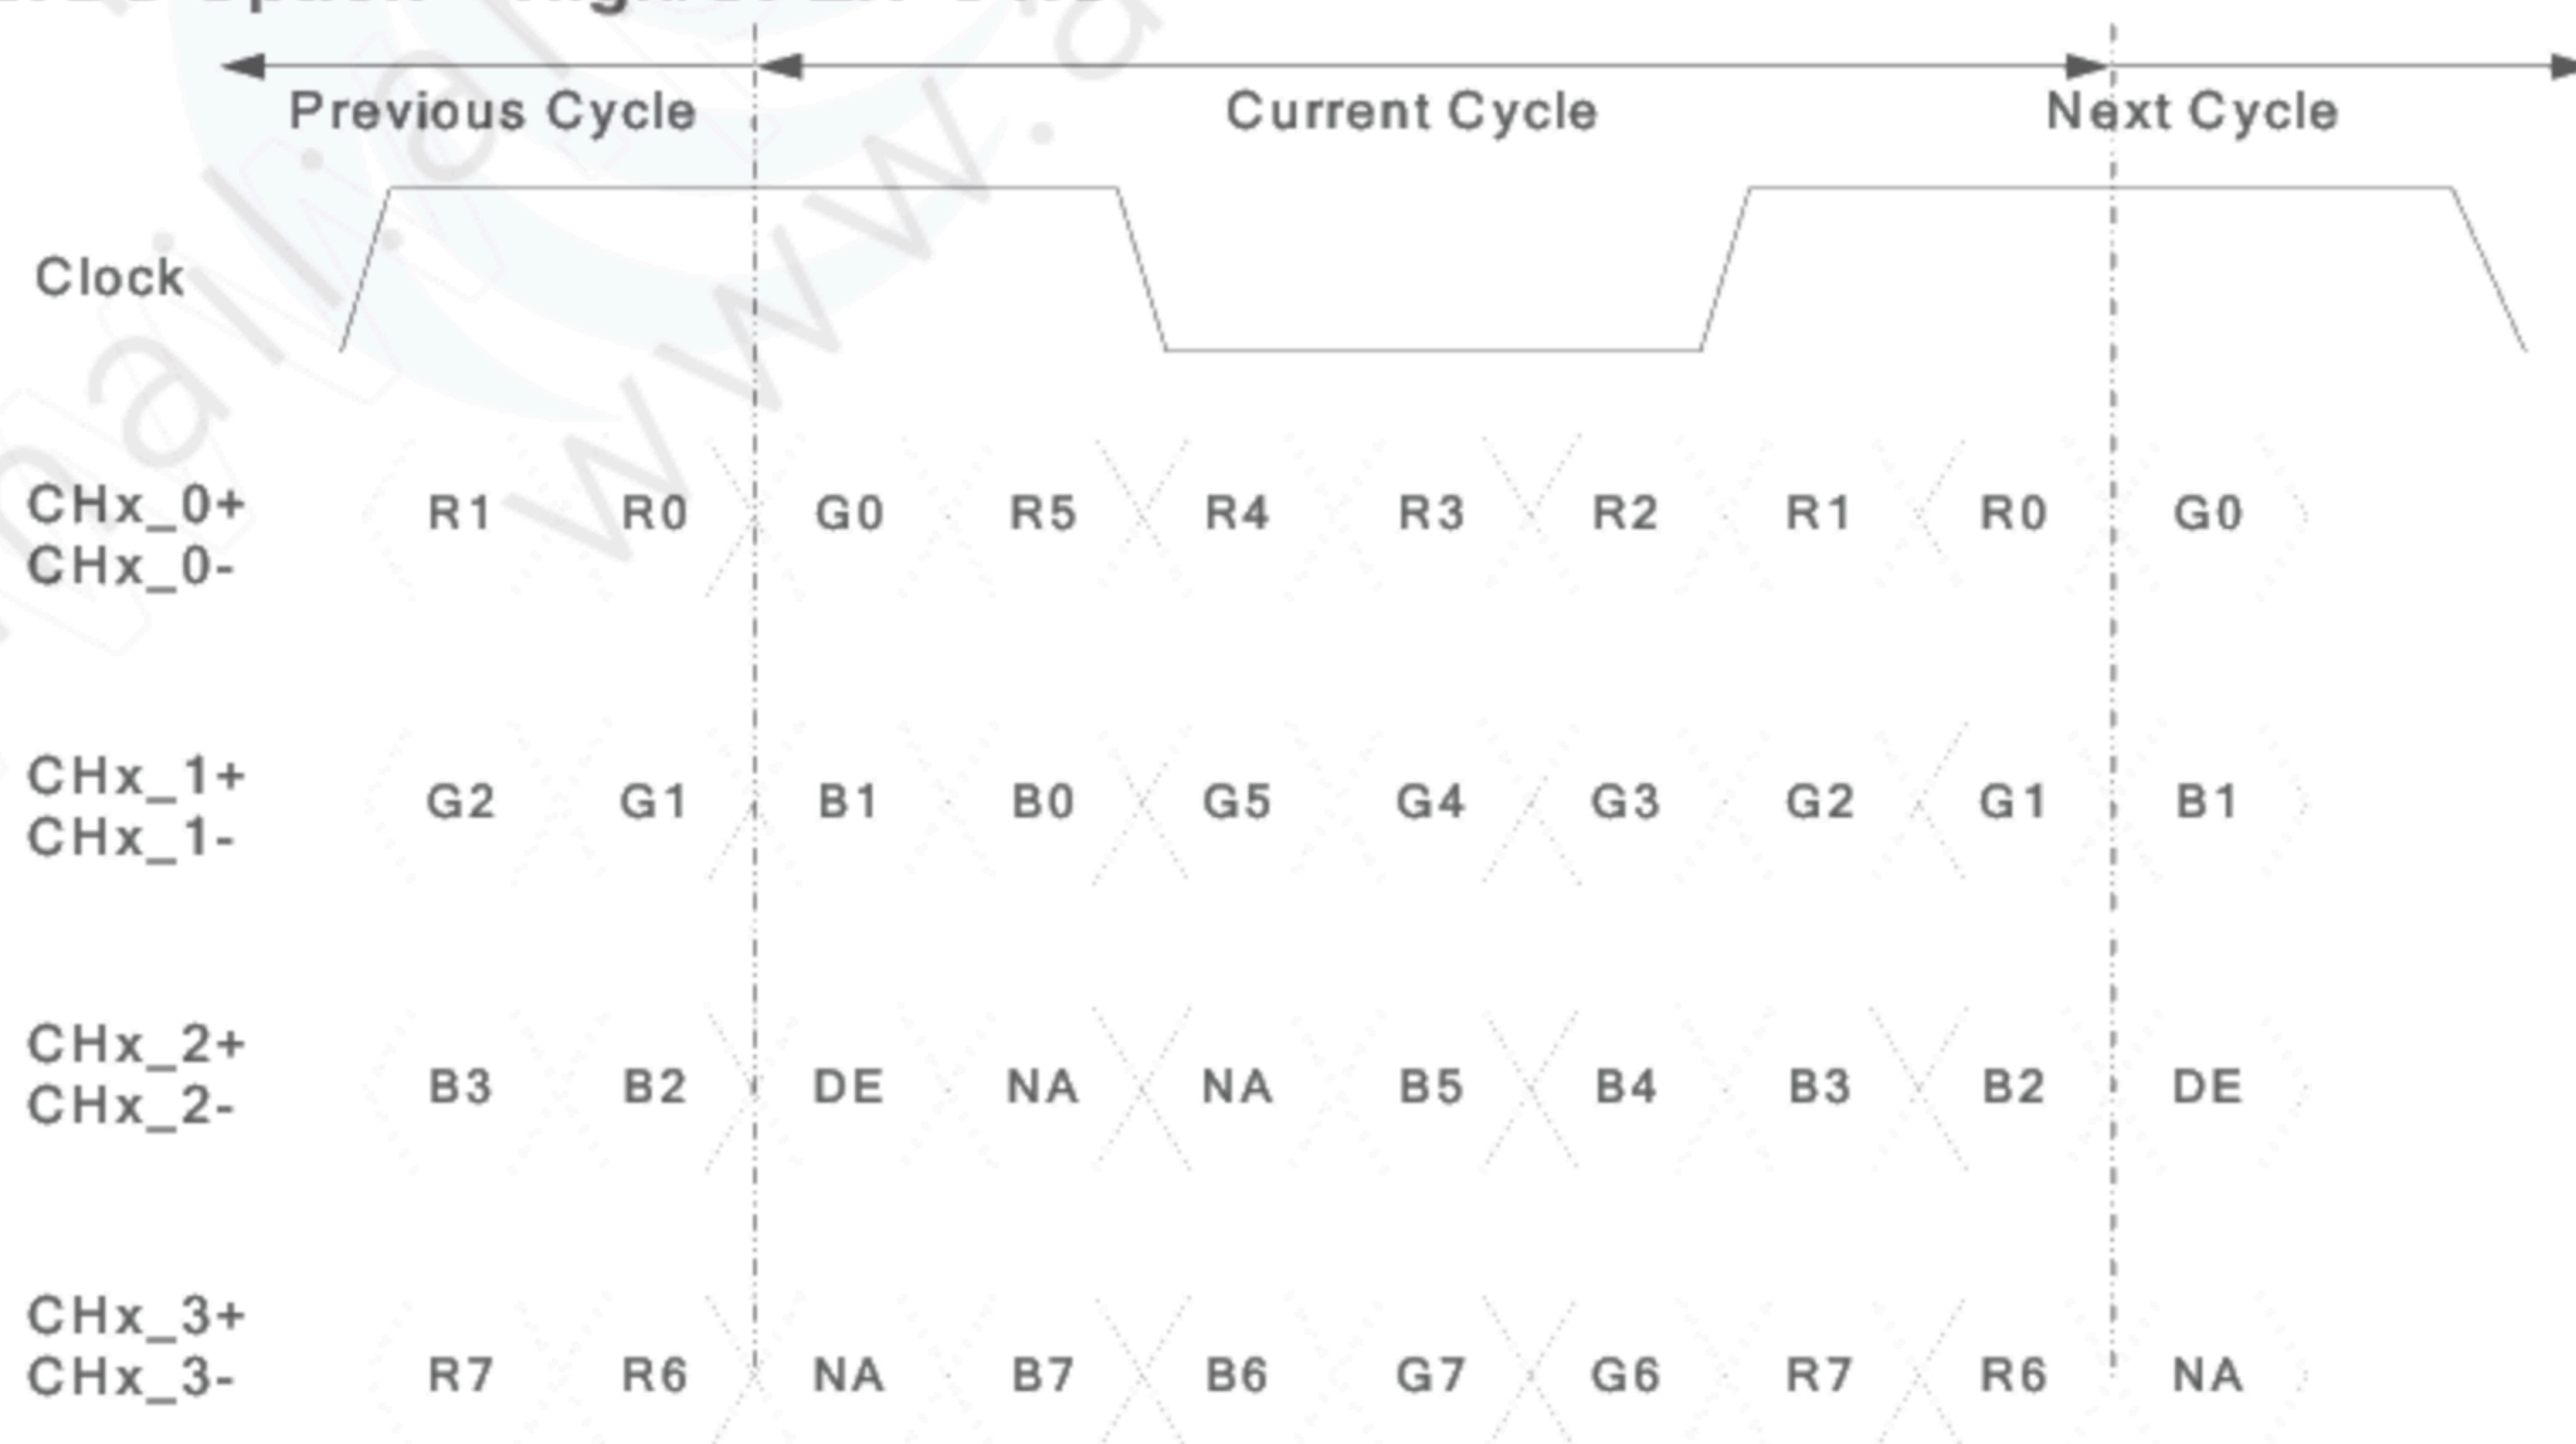 Previous Cycle Current Cycle Next Cycle
Clock
CHx_0+
CHx_0-
R1 R0 G0 R5 R4 R3 R2 R1 R0 G0
CHx_1+
CHx_1-
G2 G1 B1 B0 G5 G4 G3 G2 G1 B1
CHx_2+
CHx_2-
B3 B2 DE NA NA B5 B4 B3 B2 DE
CHx_3+
CHx_3-
R7 R6 NA B7 B6 G7 G6 R7 R6 NA